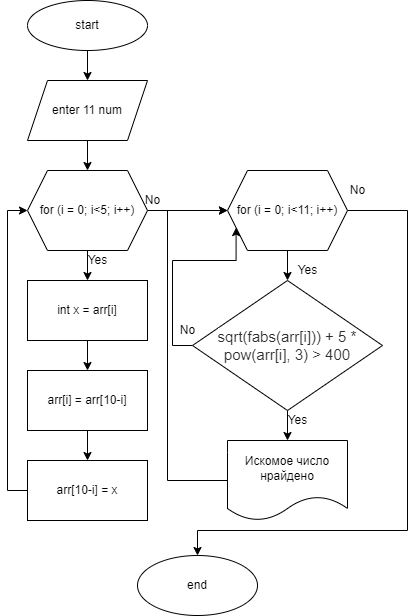 start
enter 11 num
for (i = 0; i<5; i++)
No
Yes
int x = arr[i]
arr[i] = arr[10-i]
arr[10-i] = x
for (i = 0; i<11; i++)
No
Yes
sqrt(fabs(arr[i])) + 5 *
pow(arr[i], 3) > 400
No
Yes
Искомое число
нрайдено
end